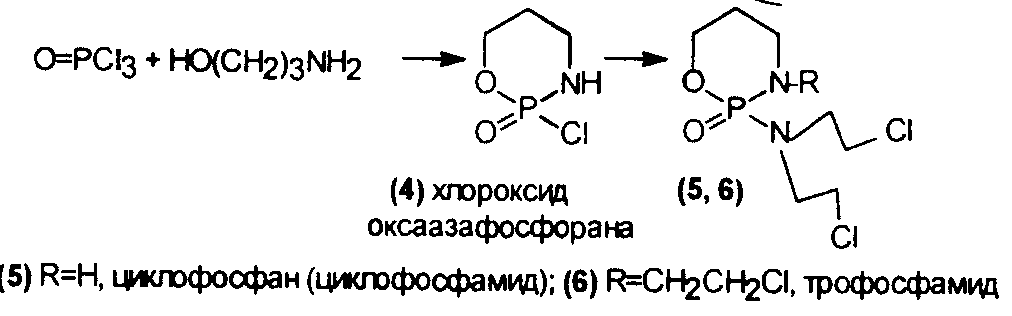 O=PCl3 + HO(CH2)3NH2
O NH
P
O= Cl
O N-R
P
O= N Cl
Cl
(4) хлороксид (5, 6)
оксаазафосфорана
(5) R=H, циклофосфан (циклофосфамид); (6) R=CH2CH2Cl, трофосфамид